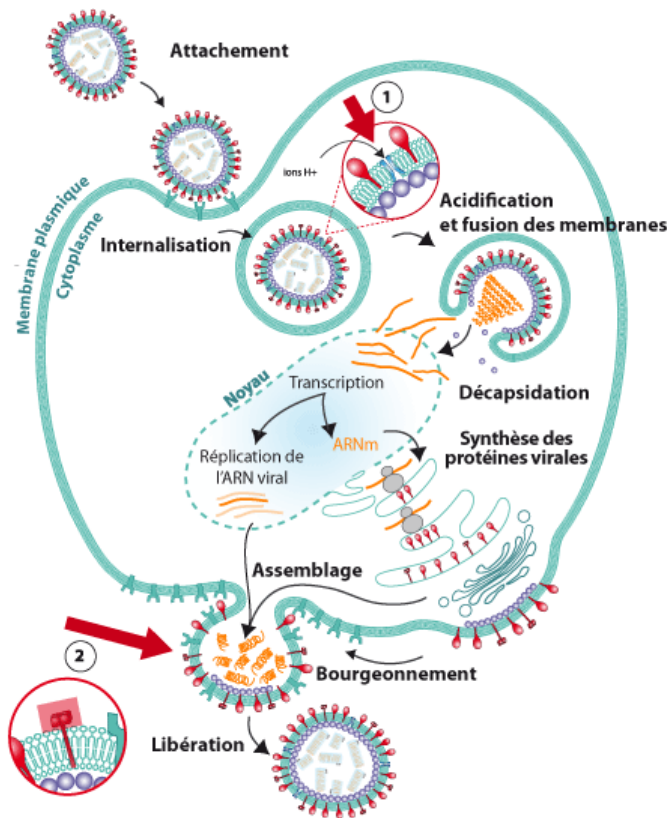 Attachement
1
ions H+
Acidification
et fusion des membranes
Membrane plasmique
Cytoplasme
Internalisation
Décapsidation
Noyau
Transcription
Réplication de
l'ARN viral
ARNm
Synthèse des
protéines virales
Assemblage
2
Bourgeonnement
Libération